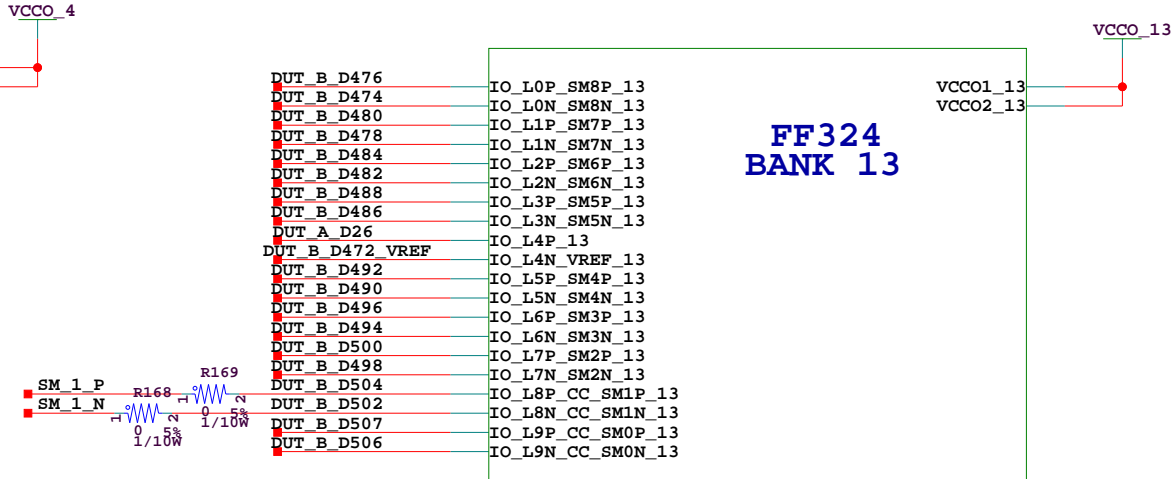 VCCO_4
VCCO_13
DUT_B_D476 IO_L0P_SM8P_13 VCCO1_13
DUT_B_D474 IO_L0N_SM8N_13 VCCO2_13
DUT_B_D480 IO_L1P_SM7P_13
DUT_B_D478 IO_L1N_SM7N_13
DUT_B_D484 IO_L2P_SM6P_13
DUT_B_D482 IO_L2N_SM6N_13
DUT_B_D488 IO_L3P_SM5P_13
DUT_B_D486 IO_L3N_SM5N_13
DUT_A_D26 IO_L4P_13
DUT_B_D472_VREF IO_L4N_VREF_13
DUT_B_D492 IO_L5P_SM4P_13
DUT_B_D490 IO_L5N_SM4N_13
DUT_B_D496 IO_L6P_SM3P_13
DUT_B_D494 IO_L6N_SM3N_13
DUT_B_D500 IO_L7P_SM2P_13
DUT_B_D498 IO_L7N_SM2N_13
DUT_B_D504 IO_L8P_CC_SM1P_13
DUT_B_D502 IO_L8N_CC_SM1N_13
DUT_B_D507 IO_L9P_CC_SM0P_13
DUT_B_D506 IO_L9N_CC_SM0N_13
FF324
BANK 13
SM_1_P
SM_1_N
R169
1 2
0 5%
1/10W
R168
1 2
0 5%
1/10W